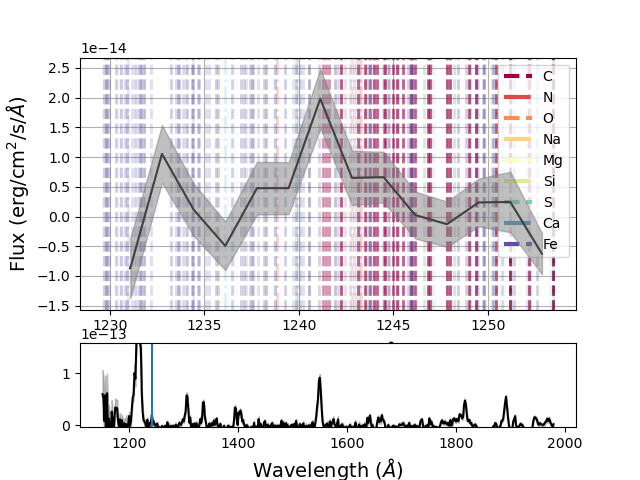 1e−14
2.5
2.0
1.5
1.0
0.5
0.0
−0.5
−1.0
−1.5
Flux (erg/cm²/s/Å)
C
N
O
Na
Mg
Si
S
Ca
Fe
1230 1235 1240 1245 1250
1e−13
1
0
1200 1400 1600 1800 2000
Wavelength (Å)